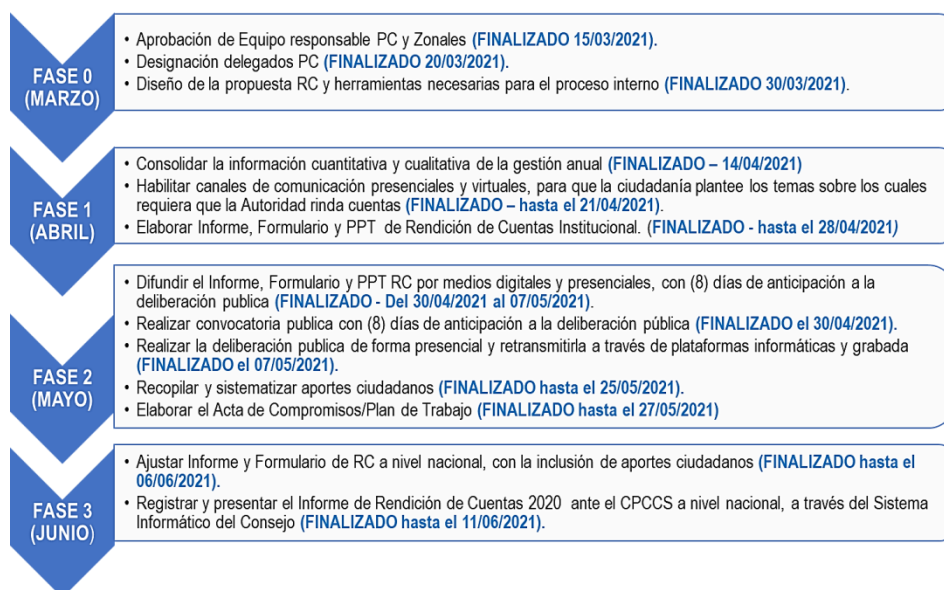 FASE 0
(MARZO)
• Aprobación de Equipo responsable PC y Zonales (FINALIZADO 15/03/2021).
• Designación delegados PC (FINALIZADO 20/03/2021).
• Diseño de la propuesta RC y herramientas necesarias para el proceso interno (FINALIZADO 30/03/2021).
FASE 1
(ABRIL)
• Consolidar la información cuantitativa y cualitativa de la gestión anual (FINALIZADO – 14/04/2021)
• Habilitar canales de comunicación presenciales y virtuales, para que la ciudadanía plantee los temas sobre los cuales
requiera que la Autoridad rinda cuentas (FINALIZADO – hasta el 21/04/2021).
• Elaborar Informe, Formulario y PPT de Rendición de Cuentas Institucional. (FINALIZADO - hasta el 28/04/2021)
FASE 2
(MAYO)
• Difundir el Informe, Formulario y PPT RC por medios digitales y presenciales, con (8) días de anticipación a la
deliberación publica (FINALIZADO - Del 30/04/2021 al 07/05/2021).
• Realizar convocatoria publica con (8) días de anticipación a la deliberación pública (FINALIZADO el 30/04/2021).
• Realizar la deliberación publica de forma presencial y retransmitirla a través de plataformas informáticas y grabada
(FINALIZADO el 07/05/2021).
• Recopilar y sistematizar aportes ciudadanos (FINALIZADO hasta el 25/05/2021).
• Elaborar el Acta de Compromisos/Plan de Trabajo (FINALIZADO hasta el 27/05/2021)
FASE 3
(JUNIO)
• Ajustar Informe y Formulario de RC a nivel nacional, con la inclusión de aportes ciudadanos (FINALIZADO hasta el
06/06/2021).
• Registrar y presentar el Informe de Rendición de Cuentas 2020 ante el CPCCS a nivel nacional, a través del Sistema
Informático del Consejo (FINALIZADO hasta el 11/06/2021).